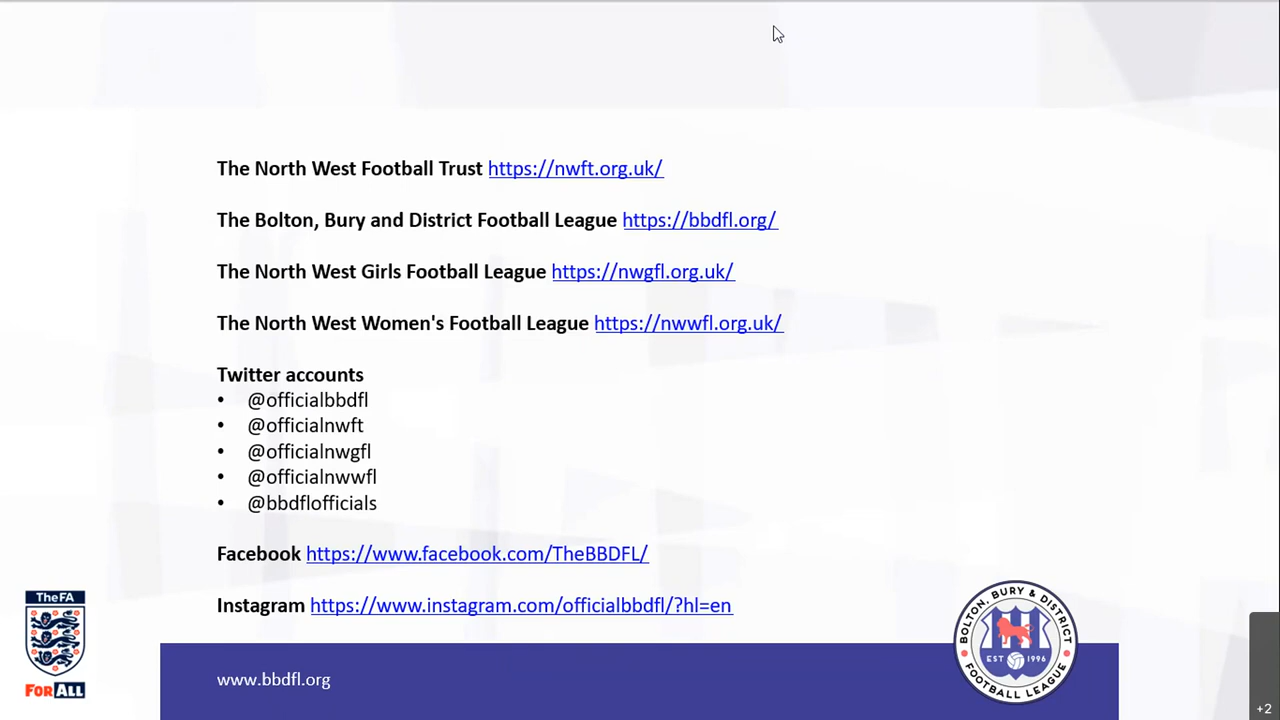 The North West Football Trust https://nwft.org.uk/
The Bolton, Bury and District Football League https://bbdfl.org/
The North West Girls Football League https://nwgfl.org.uk/
The North West Women's Football League https://nwwfl.org.uk/
Twitter accounts
• @officialbbdfl
• @officialnwft
• @officialnwgfl
• @officialnwwfl
• @bbdflofficials
Facebook https://www.facebook.com/TheBBDFL/
Instagram https://www.instagram.com/officialbbdfl/?hl=en
TheFA
FORALL
www.bbdfl.org
BOLTON, BURY & DISTRICT
EST 1996
FOOTBALL LEAGUE
+2